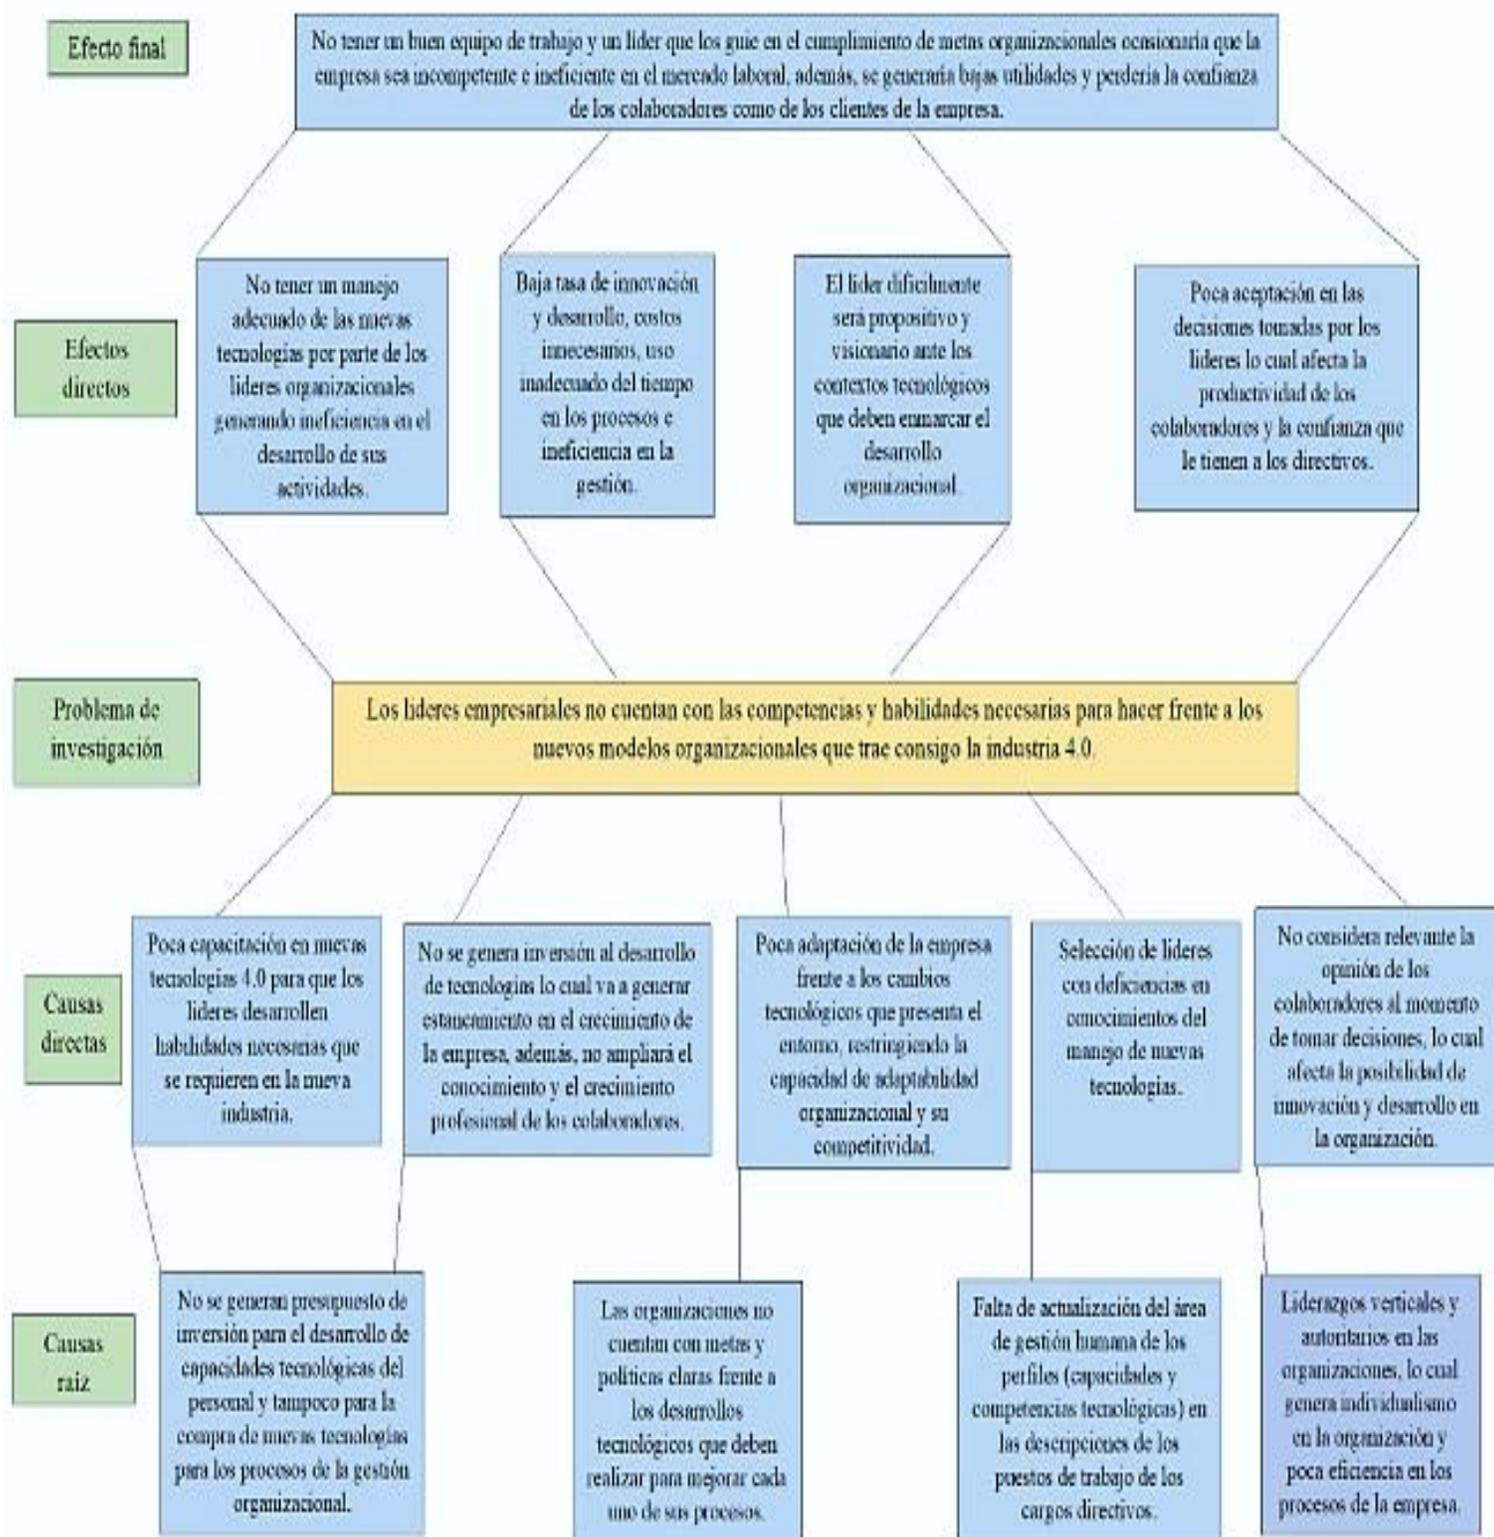 Efecto final
No tener un buen equipo de trabajo y un líder que los guíe en el cumplimiento de metas organizacionales ocasionaría que la
empresa sea incompetente e ineficiente en el mercado laboral, además, se generaría bajas utilidades y perdería la confianza
de los colaboradores como de los clientes de la empresa.
Efectos
directos
No tener un manejo
adecuado de las nuevas
tecnologías por parte de los
líderes organizacionales
generando ineficiencia en el
desarrollo de sus
actividades.
Baja tasa de innovación
y desarrollo, costos
innecesarios, uso
inadecuado del tiempo
en los procesos e
ineficiencia en la
gestión.
El líder difícilmente
será propositivo y
visionario ante los
contextos tecnológicos
que deben enmarcar el
desarrollo
organizacional.
Poca aceptación en las
decisiones tomadas por los
líderes lo cual afecta la
productividad de los
colaboradores y la confianza que
le tienen a los directivos.
Problema de
investigación
Los líderes empresariales no cuentan con las competencias y habilidades necesarias para hacer frente a los
nuevos modelos organizacionales que trae consigo la industria 4.0.
Causas
directas
Poca capacitación en nuevas
tecnologías 4.0 para que los
líderes desarrollen
habilidades necesarias que
se requieren en la nueva
industria.
No se genera inversión al desarrollo
de tecnologías lo cual va a generar
estancamiento en el crecimiento de
la empresa, además, no ampliará el
conocimiento y el crecimiento
profesional de los colaboradores.
Poca adaptación de la empresa
frente a los cambios
tecnológicos que presenta el
entorno, restringiendo la
capacidad de adaptabilidad
organizacional y su
competitividad.
Selección de líderes
con deficiencias en
conocimientos del
manejo de nuevas
tecnologías.
No considera relevante la
opinión de los
colaboradores al momento
de tomar decisiones, lo cual
afecta la posibilidad de
innovación y desarrollo en
la organización.
Causas
raíz
No se generan presupuesto de
inversión para el desarrollo de
capacidades tecnológicas del
personal y tampoco para la
compra de nuevas tecnologías
para los procesos de la gestión
organizacional.
Las organizaciones no
cuentan con metas y
políticas claras frente a
los desarrollos
tecnológicos que deben
realizar para mejorar cada
uno de sus procesos.
Falta de actualización del área
de gestión humana de los
perfiles (capacidades y
competencias tecnológicas) en
las descripciones de los
puestos de trabajo de los
cargos directivos.
Liderazgos verticales y
autoritarios en las
organizaciones, lo cual
genera individualismo
en la organización y
poca eficiencia en los
procesos de la empresa.